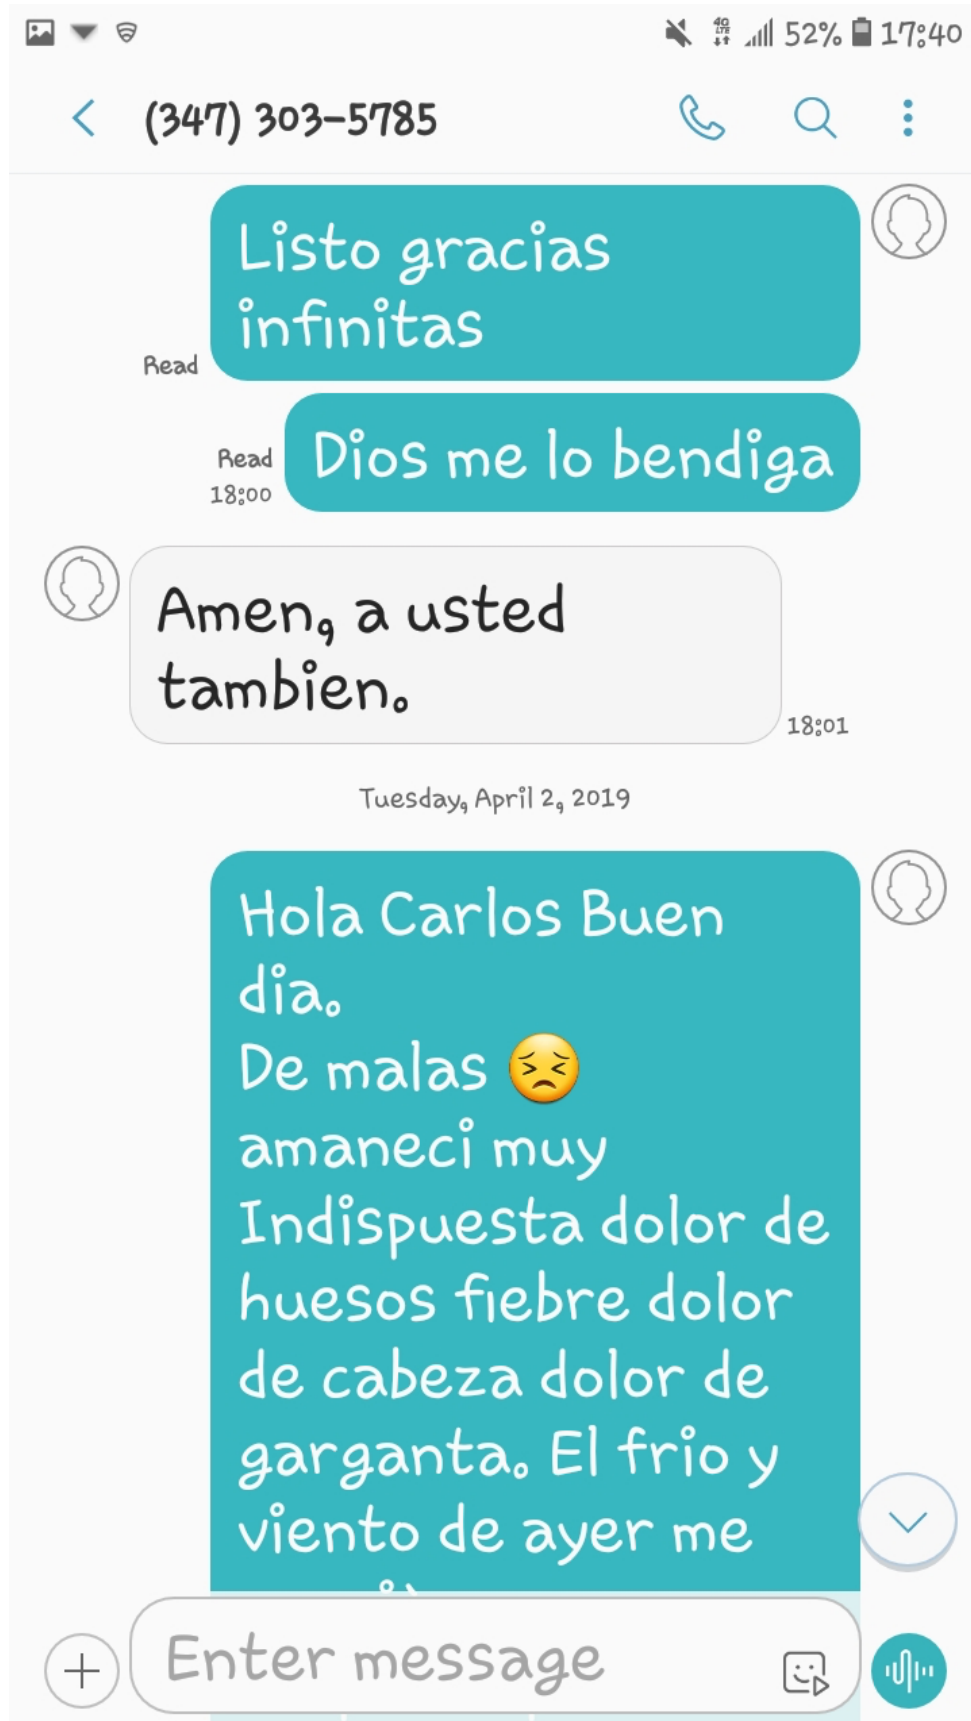 52% 17:40
(347) 303-5785
Listo gracias
infinitas
Read
Dios me lo bendiga
Read
18:00
Amen, a usted
tambien.
18:01
Tuesday, April 2, 2019
Hola Carlos Buen
dia.
De malas 😣
amaneci muy
Indispuesta dolor de
huesos fiebre dolor
de cabeza dolor de
garganta. El frio y
viento de ayer me
Enter message